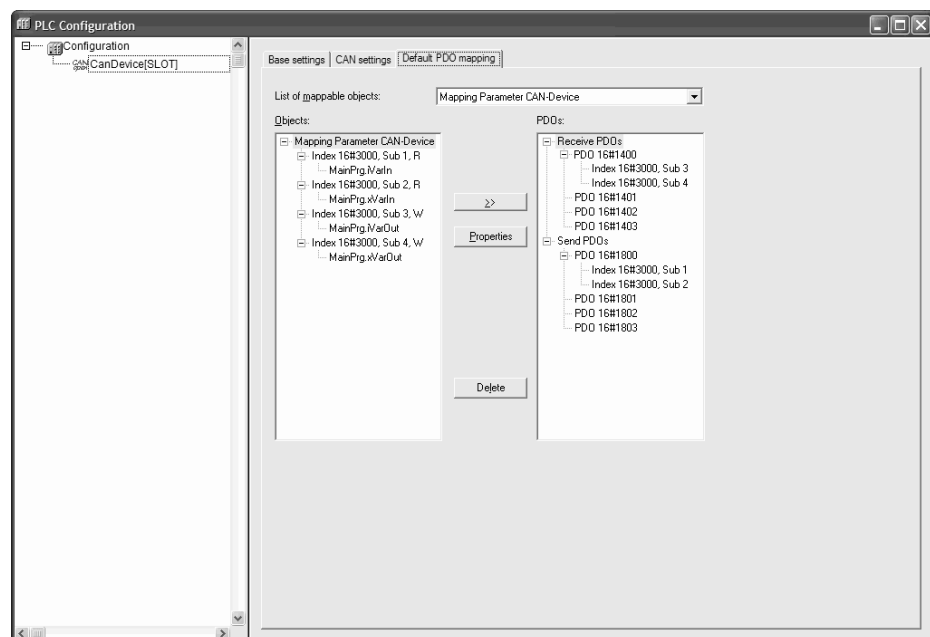 PLC Configuration
Configuration
CAN open CanDevice[SLOT]
Base settings CAN settings Default PDO mapping
List of mappable objects: Mapping Parameter CAN-Device
Objects: PDOs:
Mapping Parameter CAN-Device
Index 16#3000, Sub 1, R
MainPrg.iVarIn
Index 16#3000, Sub 2, R
MainPrg.xVarIn
Index 16#3000, Sub 3, W
MainPrg.iVarOut
Index 16#3000, Sub 4, W
MainPrg.xVarOut
>>
Properties
Delete
Receive PDOs
PDO 16#1400
Index 16#3000, Sub 3
Index 16#3000, Sub 4
PDO 16#1401
PDO 16#1402
PDO 16#1403
Send PDOs
PDO 16#1800
Index 16#3000, Sub 1
Index 16#3000, Sub 2
PDO 16#1801
PDO 16#1802
PDO 16#1803